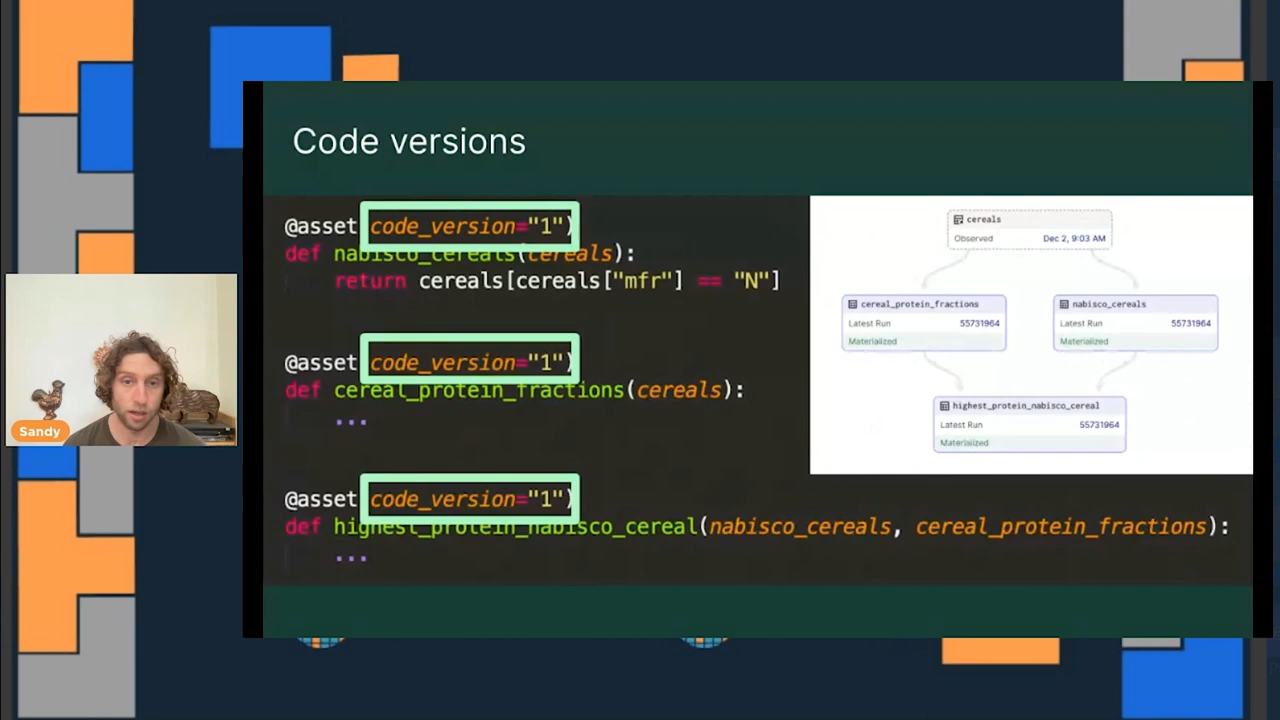 Code versions
@asset(code_version="1")
def nabisco_cereals(cereals):
return cereals[cereals["mfr"] == "N"]
@asset(code_version="1")
def cereal_protein_fractions(cereals):
...
@asset(code_version="1")
def highest_protein_nabisco_cereal(nabisco_cereals, cereal_protein_fractions):
...
cereals
Observed Dec 2, 9:03 AM
cereal_protein_fractions
Latest Run 55731964
Materialized
nabisco_cereals
Latest Run 55731964
Materialized
highest_protein_nabisco_cereal
Latest Run 55731964
Materialized
Sandy